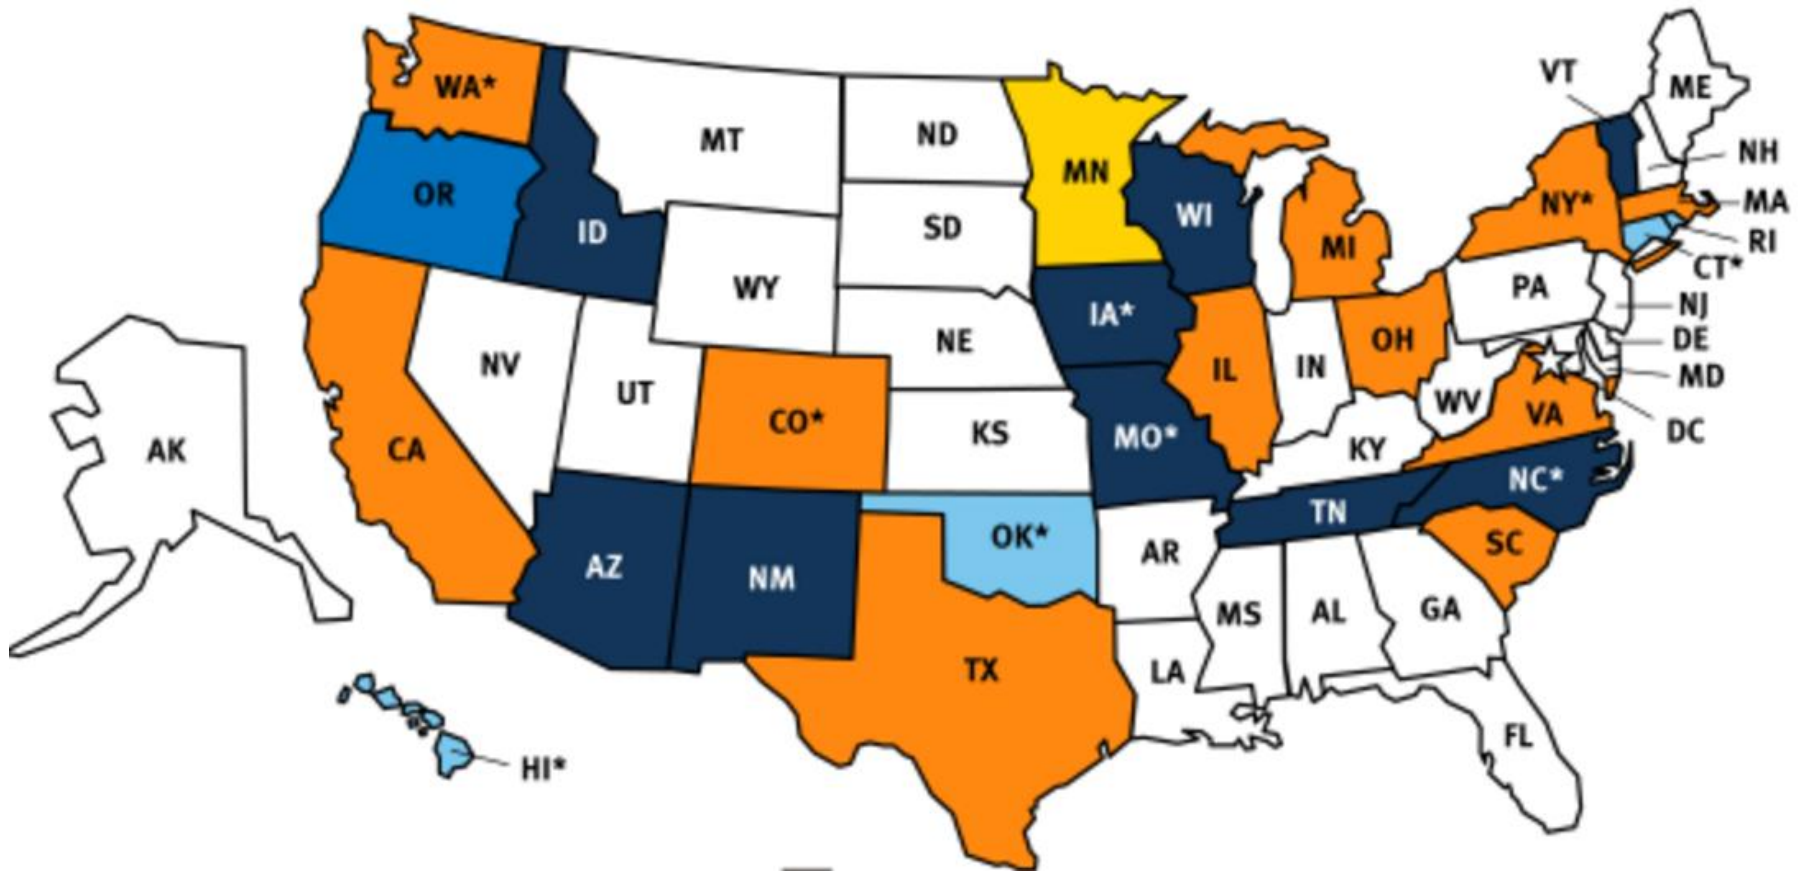 WA*
OR
ID
MT
ND
MN
SD
WY
WI
MI
VT
ME
NH
NY*
MA
RI
CT*
PA
NJ
DE
MD
DC
NV
UT
CO*
NE
IA*
IL
IN
OH
WV
VA
CA
AK
KS
MO*
KY
NC*
TN
SC
AZ
NM
OK*
AR
MS
AL
GA
TX
LA
FL
HI*